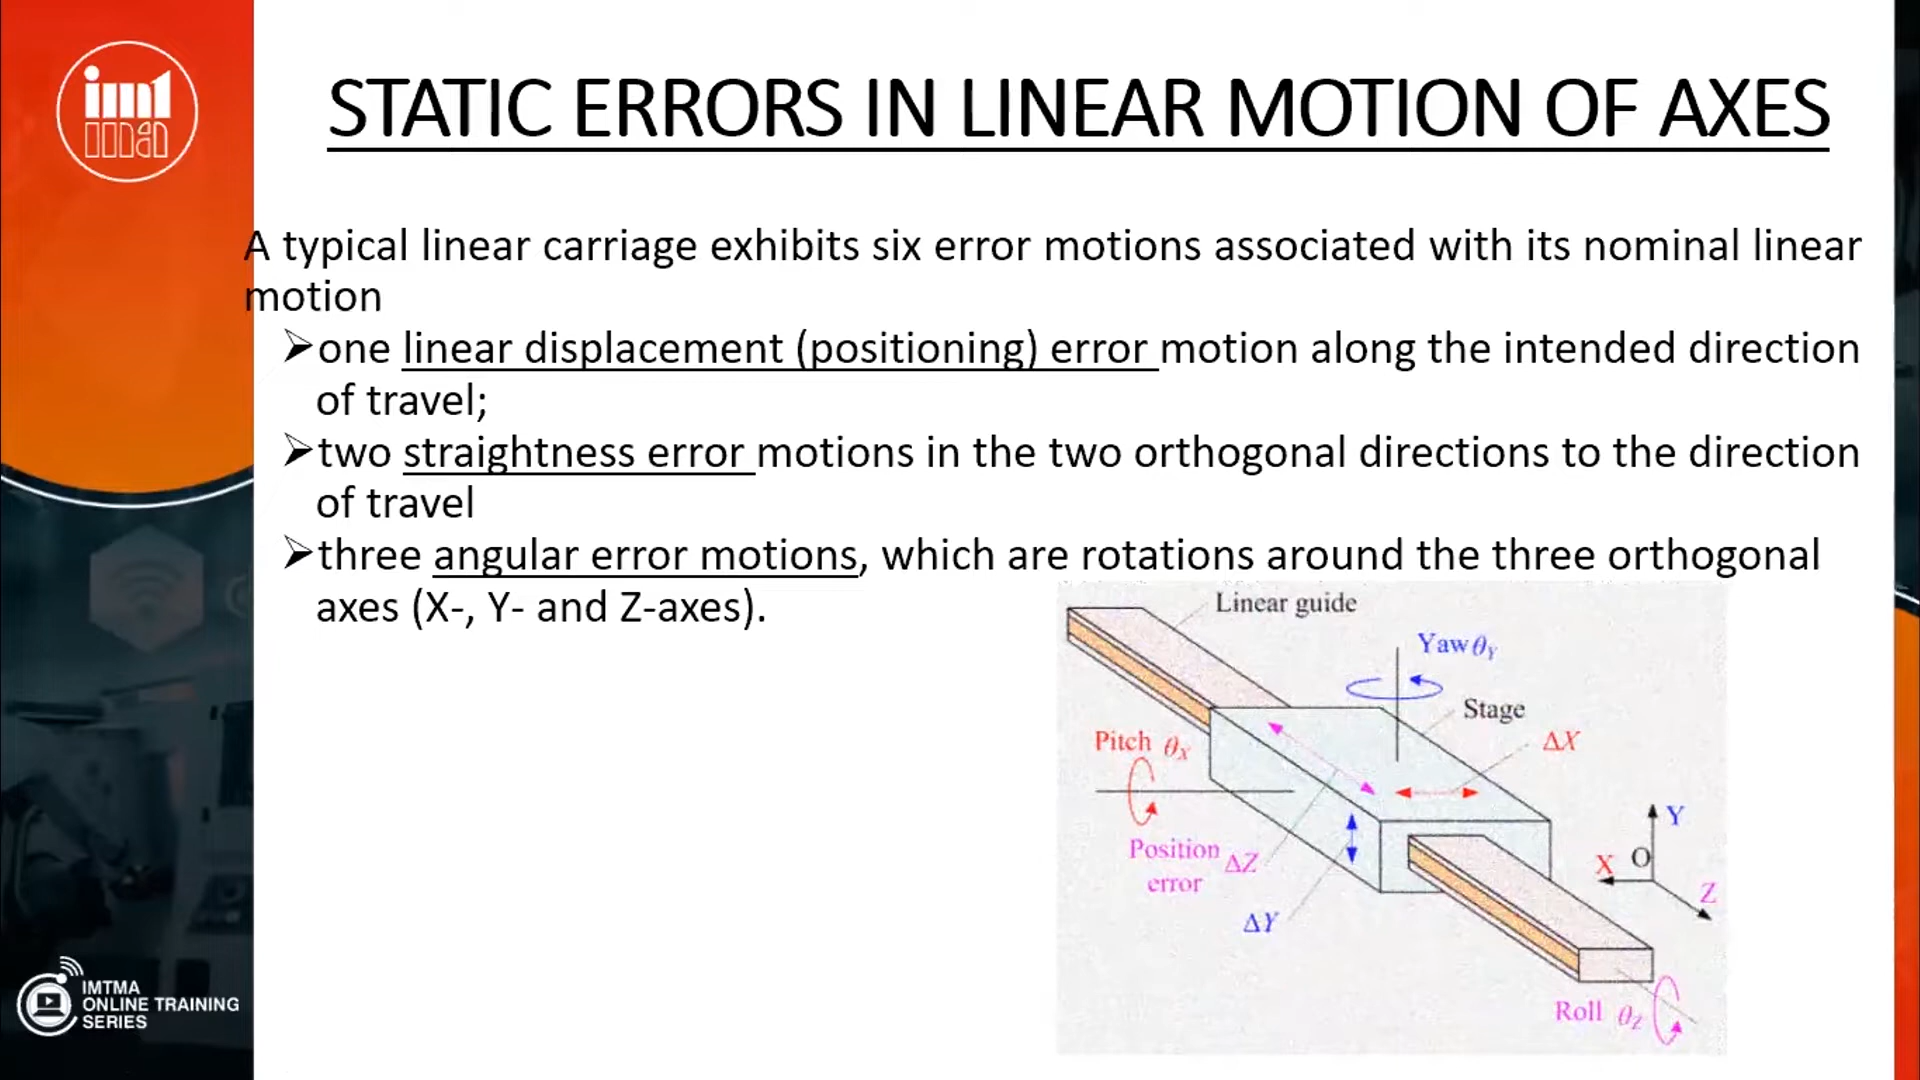 STATIC ERRORS IN LINEAR MOTION OF AXES
A typical linear carriage exhibits six error motions associated with its nominal linear
motion
one linear displacement (positioning) error motion along the intended direction
of travel;
two straightness error motions in the two orthogonal directions to the direction
of travel
three angular error motions, which are rotations around the three orthogonal
axes (X-, Y- and Z-axes).
Linear guide
Yaw θY
Stage
ΔX
Pitch θX
Position
error
ΔZ
ΔY
Y
X
O
Z
Roll θZ
IMTMA
ONLINE TRAINING
SERIES